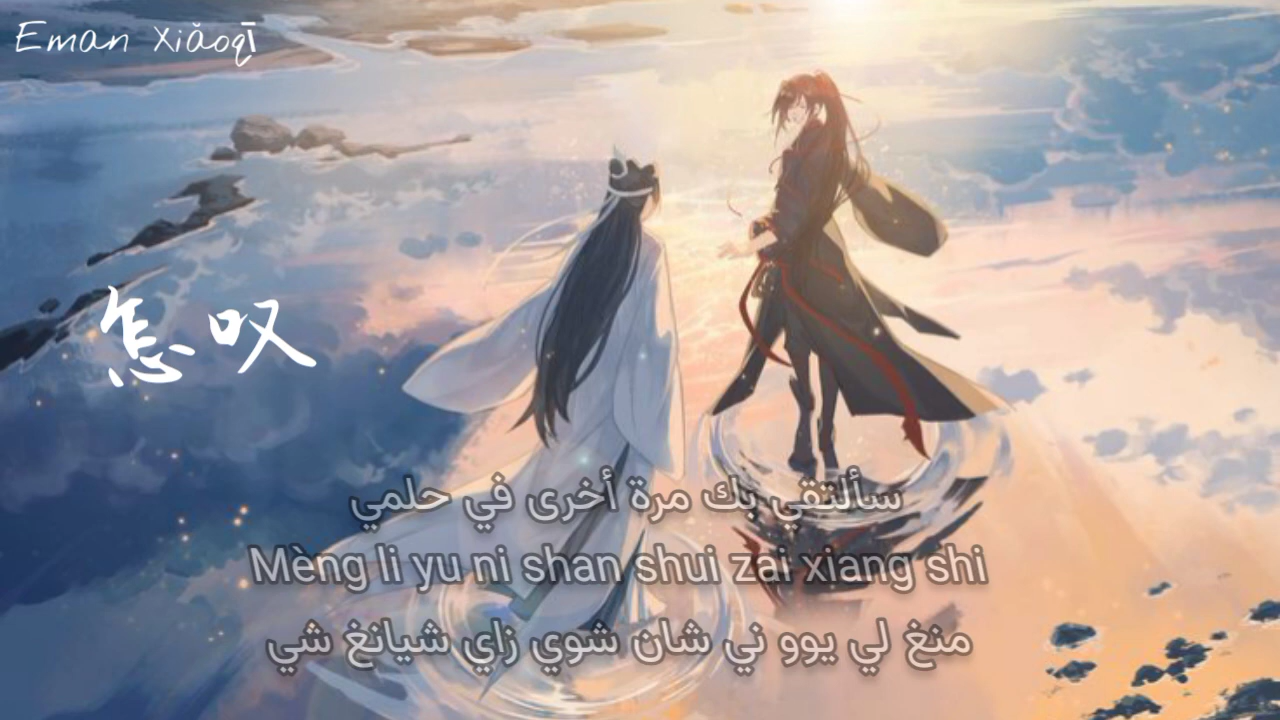 Eman Xiǎoqī
怎叹
سألتقي بك مرة أخرى في حلمي
Mèng li yu ni shan shui zai xiang shi
منغ لي يوو ني شان شوي زاي شيانغ شي